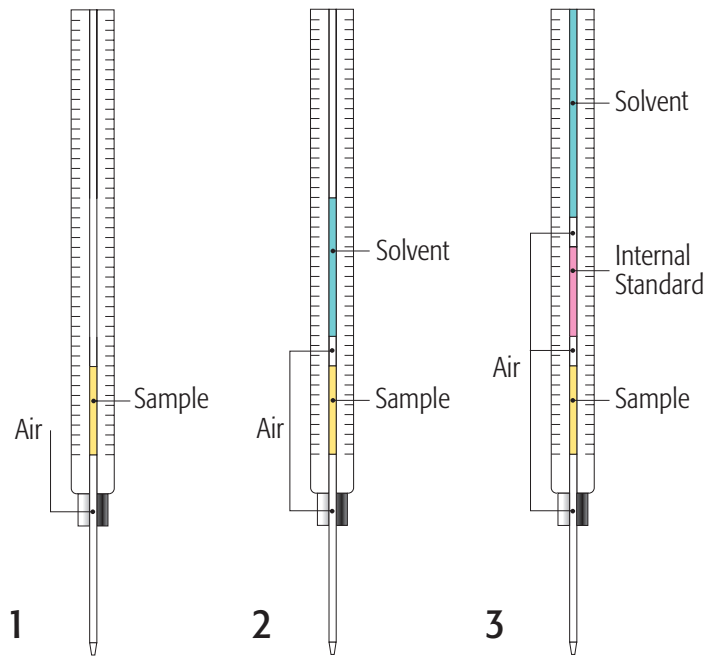 Sample
Air
1
Solvent
Sample
Air
2
Solvent
Internal
Standard
Air
Sample
3